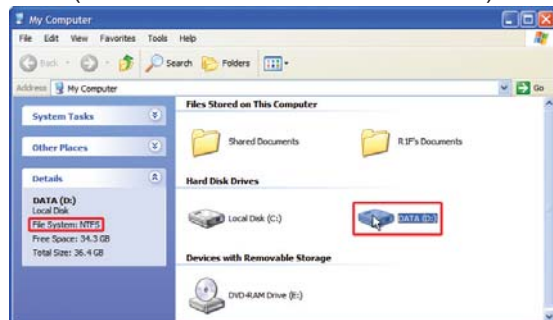 My Computer
File Edit View Favorites Tools Help
Back Search Folders
Address My Computer Go
System Tasks
Other Places
Details
DATA (D:)
Local Disk
File System: NTFS
Free Space: 34.3 GB
Total Size: 36.4 GB
Files Stored on This Computer
Shared Documents
Hard Disk Drives
Local Disk (C:)
DATA (D:)
Devices with Removable Storage
DVD-RAM Drive (E:)